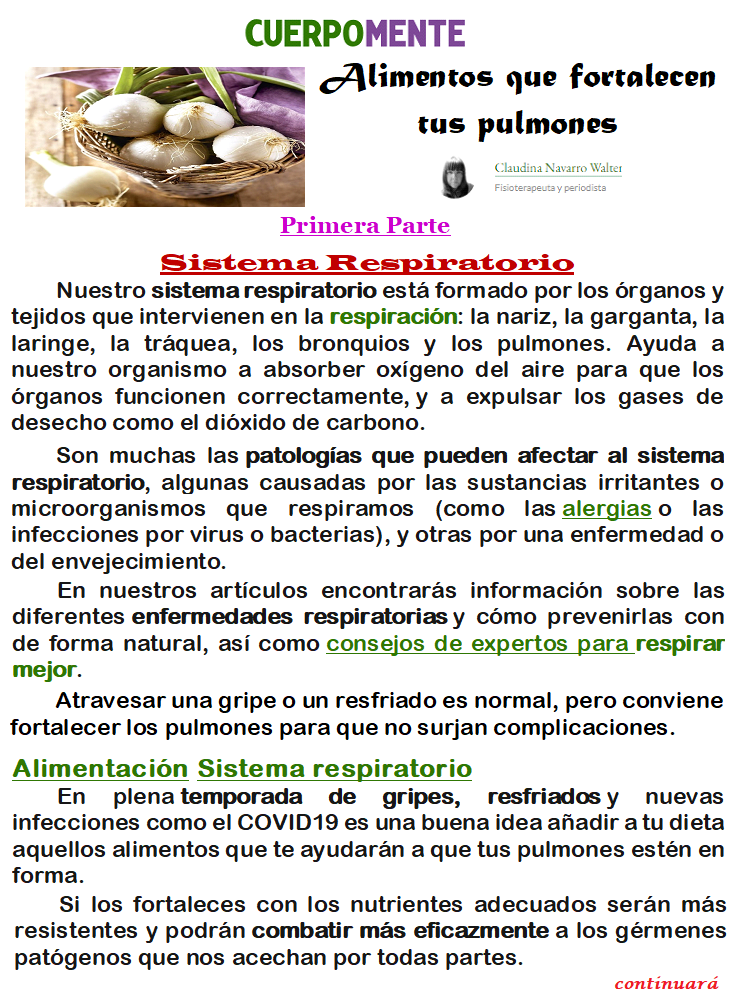 CUERPOMENTE
Alimentos que fortalecen
tus pulmones
Claudina Navarro Walter
Fisioterapeuta y periodista
Primera Parte
Sistema Respiratorio
Nuestro sistema respiratorio está formado por los órganos y
tejidos que intervienen en la respiración: la nariz, la garganta, la
laringe, la tráquea, los bronquios y los pulmones. Ayuda a
nuestro organismo a absorber oxígeno del aire para que los
órganos funcionen correctamente, y a expulsar los gases de
desecho como el dióxido de carbono.
Son muchas las patologías que pueden afectar al sistema
respiratorio, algunas causadas por las sustancias irritantes o
microorganismos que respiramos (como las alergias o las
infecciones por virus o bacterias), y otras por una enfermedad o
del envejecimiento.
En nuestros artículos encontrarás información sobre las
diferentes enfermedades respiratorias y cómo prevenirlas con
de forma natural, así como consejos de expertos para respirar
mejor.
Atravesar una gripe o un resfriado es normal, pero conviene
fortalecer los pulmones para que no surjan complicaciones.
Alimentación Sistema respiratorio
En plena temporada de gripes, resfriados y nuevas
infecciones como el COVID19 es una buena idea añadir a tu dieta
aquellos alimentos que te ayudarán a que tus pulmones estén en
forma.
Si los fortaleces con los nutrientes adecuados serán más
resistentes y podrán combatir más eficazmente a los gérmenes
patógenos que nos acechan por todas partes.
continuará